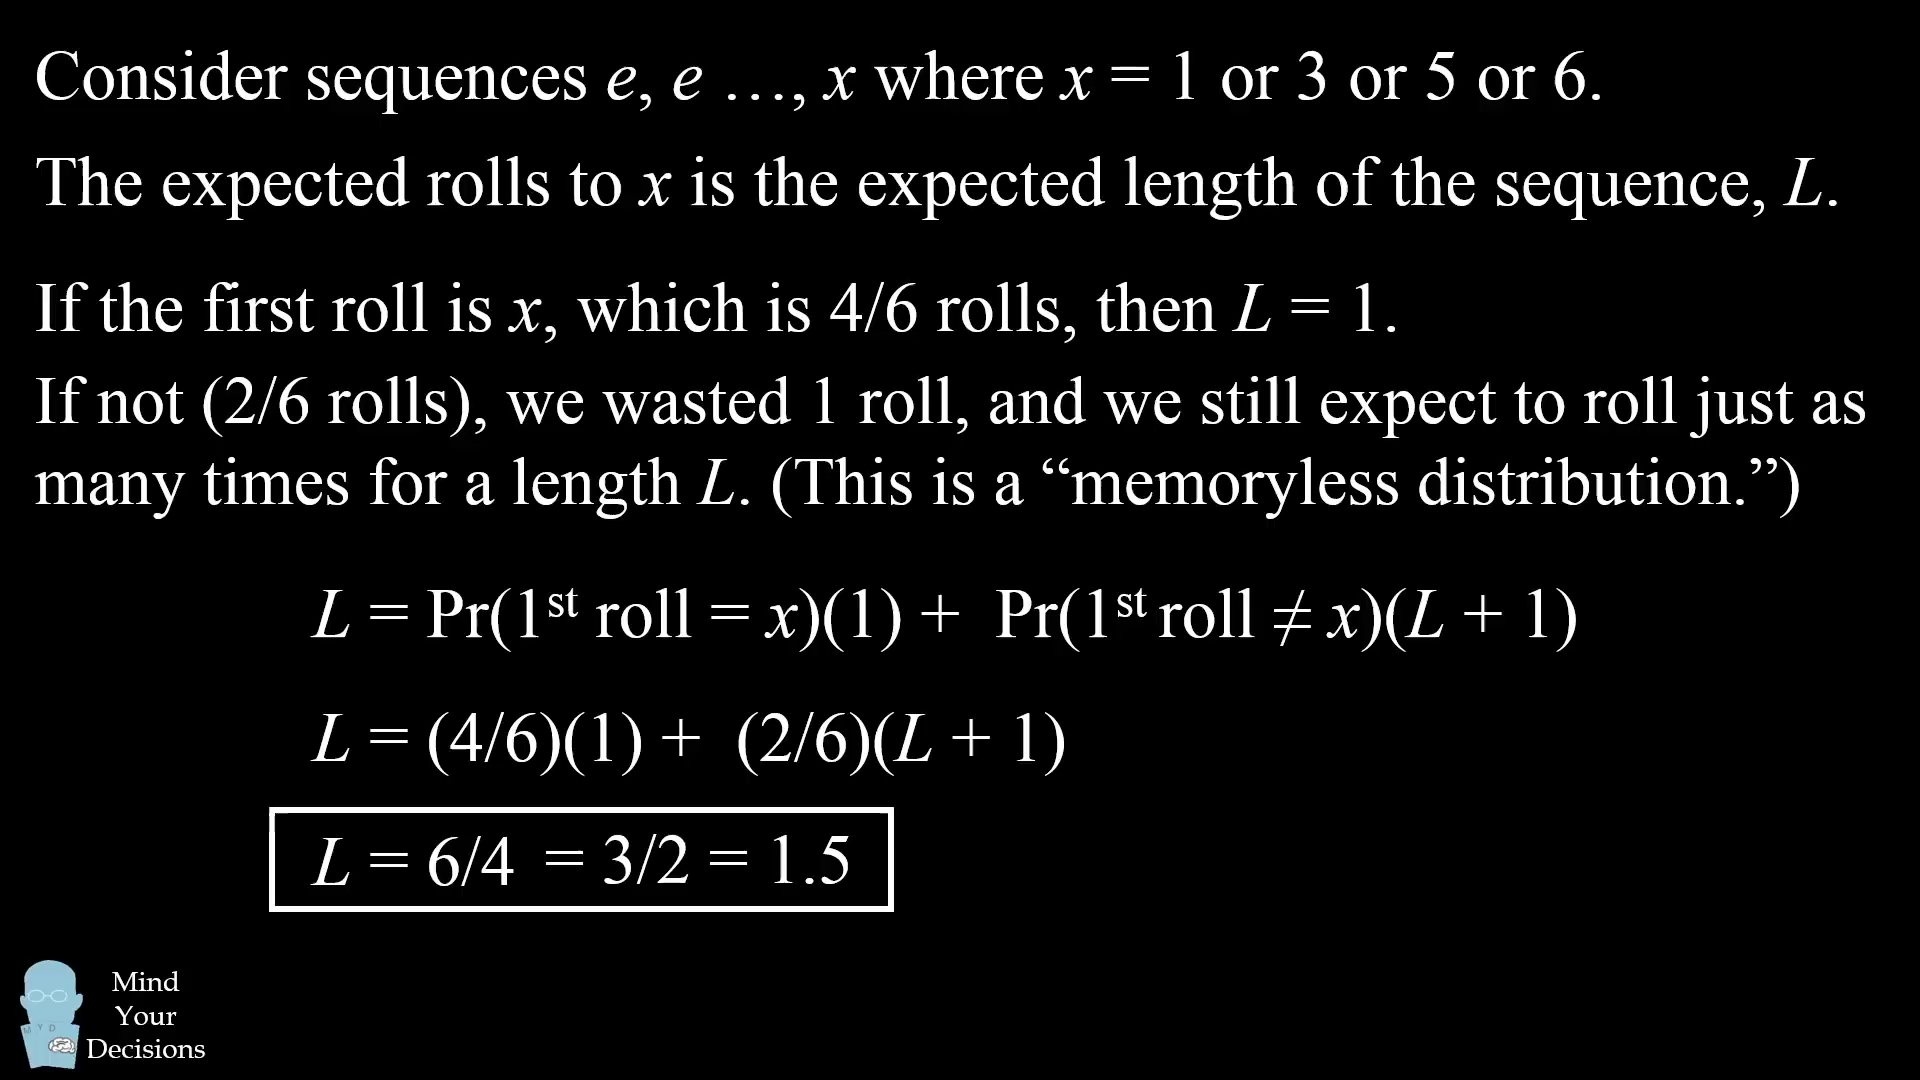 Consider sequences e, e …, x where x = 1 or 3 or 5 or 6.
The expected rolls to x is the expected length of the sequence, L.
If the first roll is x, which is 4/6 rolls, then L = 1.
If not (2/6 rolls), we wasted 1 roll, and we still expect to roll just as
many times for a length L. (This is a “memoryless distribution.”)
L = Pr(1st roll = x)(1) + Pr(1st roll ≠ x)(L + 1)
L = (4/6)(1) + (2/6)(L + 1)
L = 6/4 = 3/2 = 1.5
M Y D
Mind
Your
Decisions